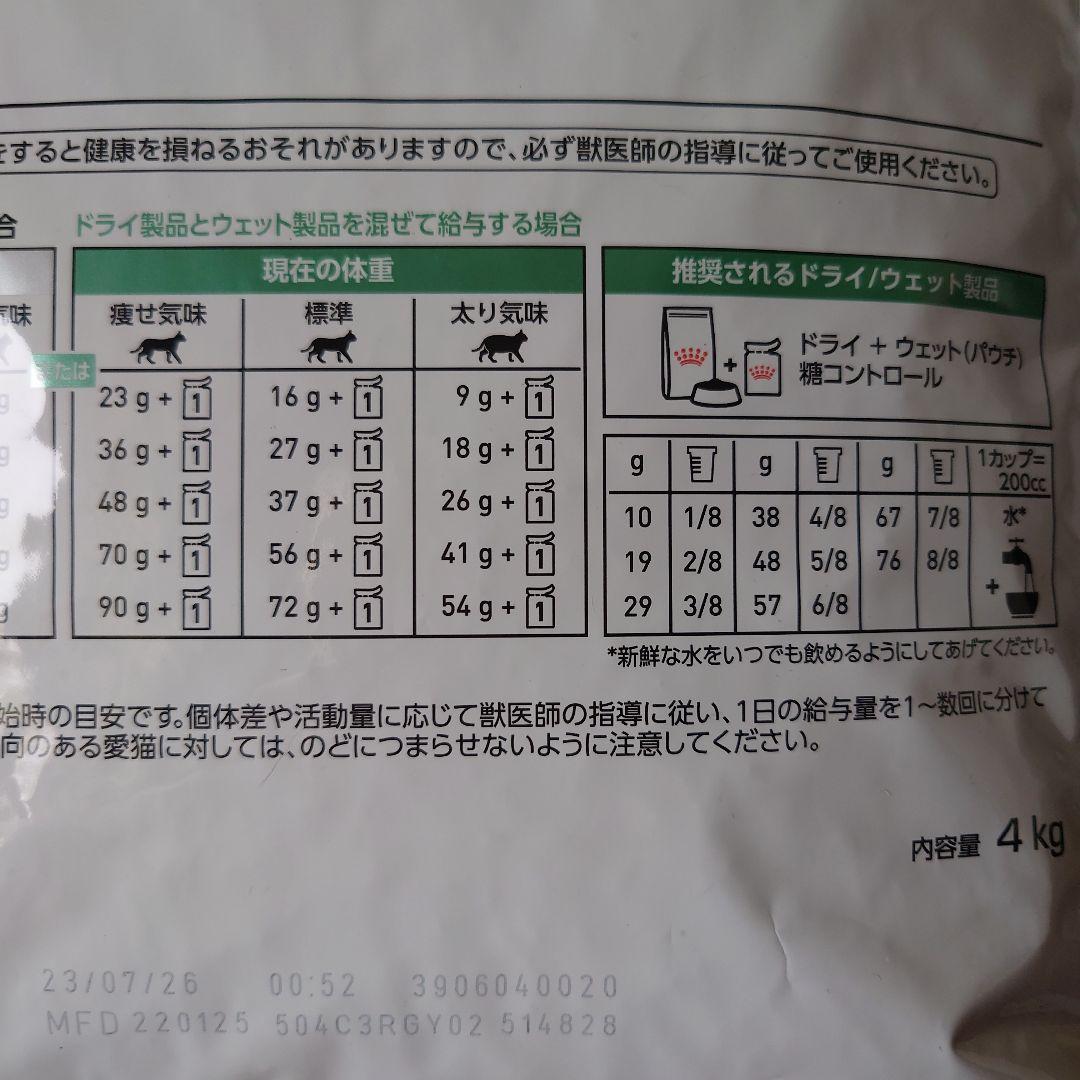 をすると健康を損ねるおそれがありますので、必ず獣医師の指導に従ってご使用ください。
合
ドライ製品とウェット製品を混ぜて給与する場合
現在の体重
気味
痩せ気味 標準 太り気味
または
g 23 g + 1 16 g + 1 9 g + 1
g 36 g + 1 27 g + 1 18 g + 1
g 48 g + 1 37 g + 1 26 g + 1
g 70 g + 1 56 g + 1 41 g + 1
g 90 g + 1 72 g + 1 54 g + 1
推奨されるドライ/ウェット製品
+
ドライ + ウェット(パウチ)
糖コントロール
g g g 1カップ=
200cc
10 1/8 38 4/8 67 7/8 水*
19 2/8 48 5/8 76 8/8
29 3/8 57 6/8 +
*新鮮な水をいつでも飲めるようにしてあげてください。
始時の目安です。個体差や活動量に応じて獣医師の指導に従い、1日の給与量を1~数回に分けて
向のある愛猫に対しては、のどにつまらせないように注意してください。
内容量 4 kg
23/07/26 00:52 3906040020
MFD 220125 504C3RGY02 514828